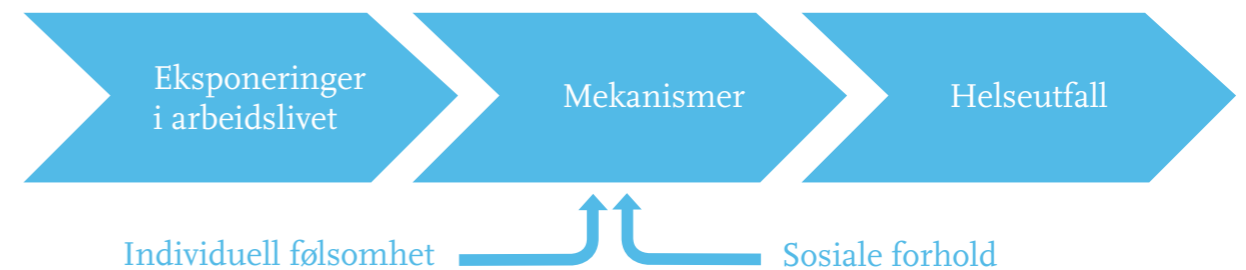 Eksponeringer
i arbeidslivet
Mekanismer
Helseutfall
Individuell følsomhet
Sosiale forhold